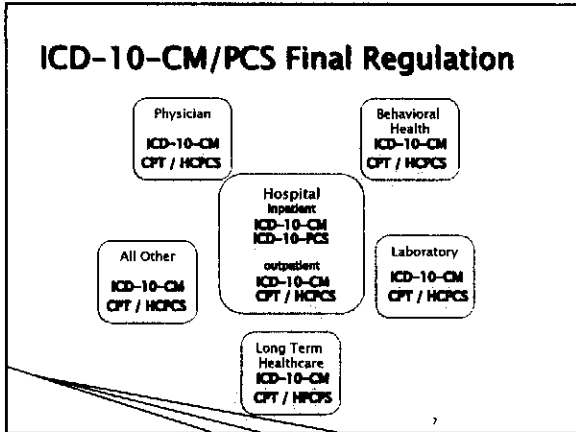 ICD-10-CM/PCS Final Regulation
Physician
ICD-10-CM
CPT / HCPCS
Behavioral
Health
ICD-10-CM
CPT / HCPCS
Hospital
inpatient
ICD-10-CM
ICD-10-PCS
outpatient
ICD-10-CM
CPT / HCPCS
All Other
ICD-10-CM
CPT / HCPCS
Laboratory
ICD-10-CM
CPT / HCPCS
Long Term
Healthcare
ICD-10-CM
CPT / HPCPS
7